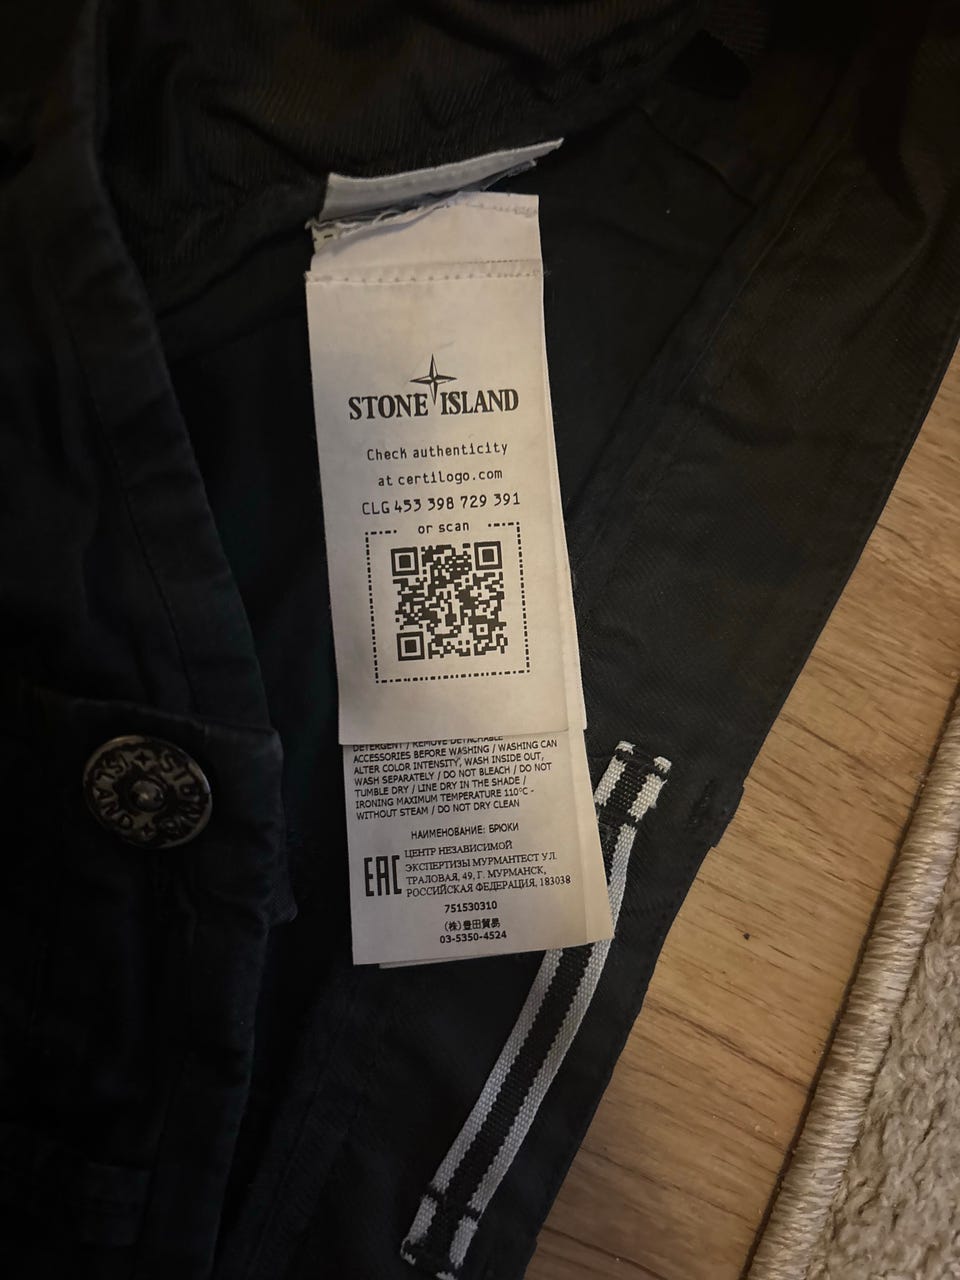 STONE ISLAND
Check authenticity
at certilogo.com
CLG 453 398 729 391
or scan
DETERGENT / REMOVE DETACHABLE
ACCESSORIES BEFORE WASHING / WASHING CAN
ALTER COLOR INTENSITY, WASH INSIDE OUT,
WASH SEPARATELY / DO NOT BLEACH / DO NOT
TUMBLE DRY / LINE DRY IN THE SHADE /
IRONING MAXIMUM TEMPERATURE 110°C -
WITHOUT STEAM / DO NOT DRY CLEAN
НАИМЕНОВАНИЕ: БРЮКИ
EAC
ЦЕНТР НЕЗАВИСИМОЙ
ЭКСПЕРТИЗЫ МУРМАНТЕСТ УЛ.
ТРАЛОВАЯ, 49, Г. МУРМАНСК,
РОССИЙСКАЯ ФЕДЕРАЦИЯ, 183038
751530310
(株)豊田貿易
03-5350-4524
ISLAND